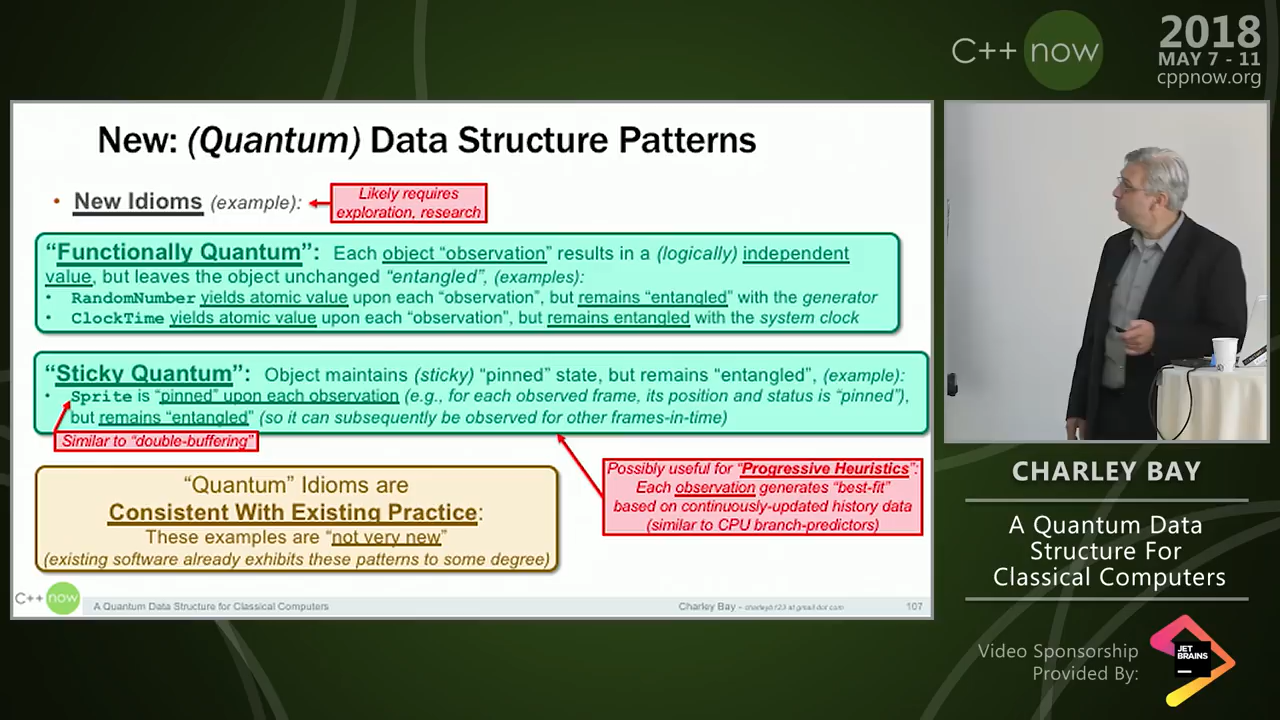 C++ now
2018
MAY 7 - 11
cppnow.org
New: (Quantum) Data Structure Patterns
• New Idioms (example):
Likely requires
exploration, research
“Functionally Quantum”: Each object “observation” results in a (logically) independent
value, but leaves the object unchanged “entangled”, (examples):
• RandomNumber yields atomic value upon each “observation”, but remains “entangled” with the generator
• ClockTime yields atomic value upon each “observation”, but remains entangled with the system clock
“Sticky Quantum”: Object maintains (sticky) “pinned” state, but remains “entangled”, (example):
• Sprite is “pinned” upon each observation (e.g., for each observed frame, its position and status is “pinned”),
but remains “entangled” (so it can subsequently be observed for other frames-in-time)
Similar to “double-buffering”
Possibly useful for “Progressive Heuristics”:
Each observation generates “best-fit”
based on continuously-updated history data
(similar to CPU branch-predictors)
“Quantum” Idioms are
Consistent With Existing Practice:
These examples are “not very new”
(existing software already exhibits these patterns to some degree)
C++ now
A Quantum Data Structure for Classical Computers
Charley Bay – charleyb123 at gmail dot com
107
CHARLEY BAY
A Quantum Data
Structure For
Classical Computers
Video Sponsorship
Provided By:
JET
BRAINS